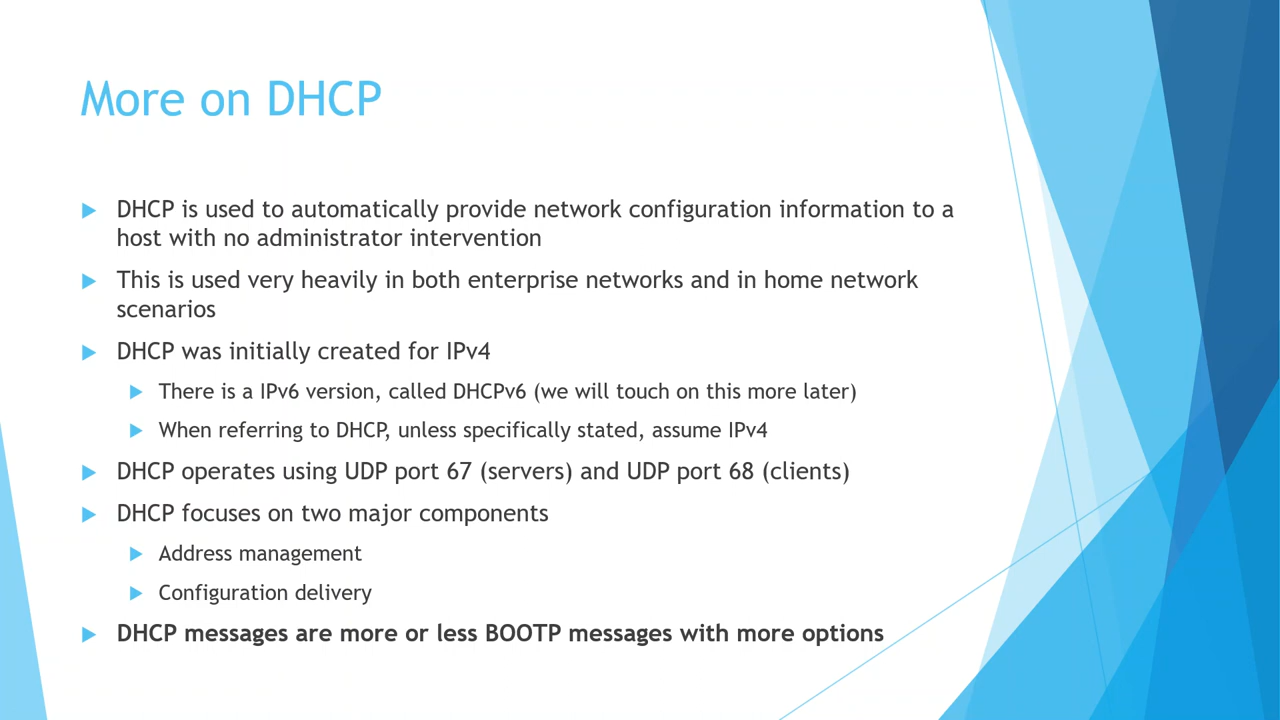 More on DHCP
DHCP is used to automatically provide network configuration information to a
host with no administrator intervention
This is used very heavily in both enterprise networks and in home network
scenarios
DHCP was initially created for IPv4
There is a IPv6 version, called DHCPv6 (we will touch on this more later)
When referring to DHCP, unless specifically stated, assume IPv4
DHCP operates using UDP port 67 (servers) and UDP port 68 (clients)
DHCP focuses on two major components
Address management
Configuration delivery
DHCP messages are more or less BOOTP messages with more options